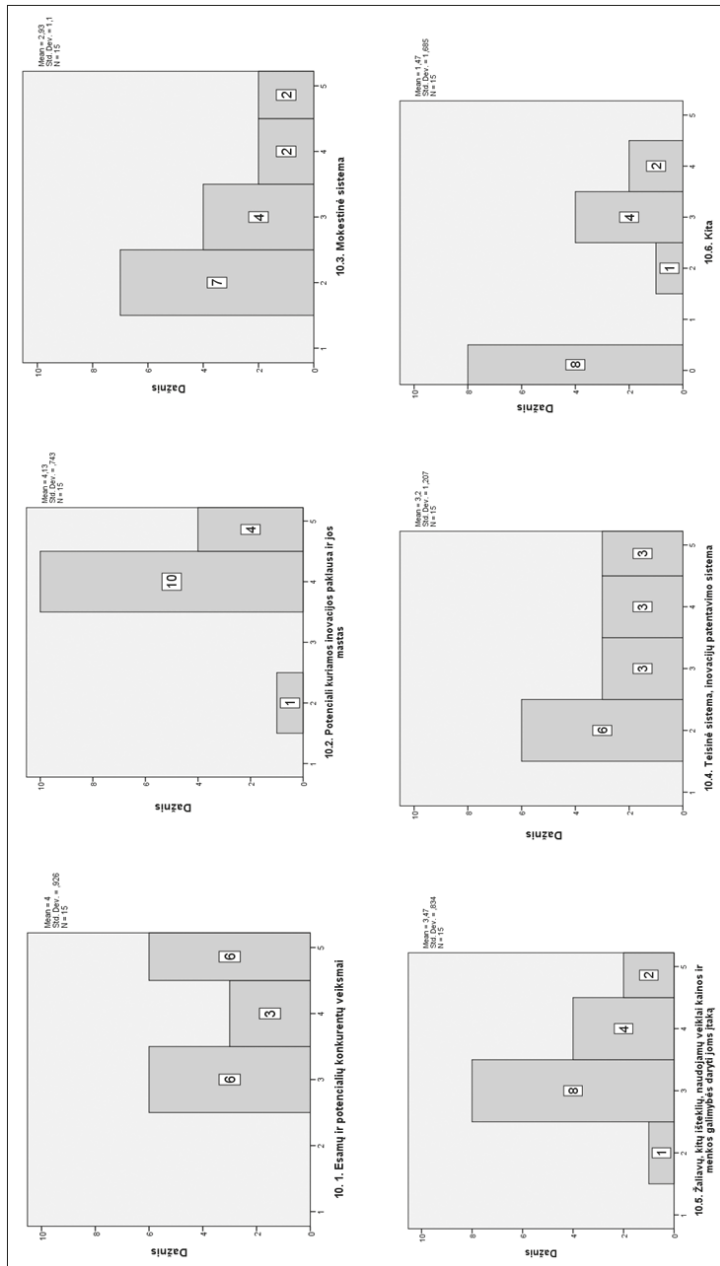 Mean = 4
Std. Dev. = ,926
N = 15
Dažnis
10
8
6
4
2
0
6
3
6
1
2
3
4
5
10. 1. Esamų ir potencialių konkurentų veiksmai
Mean = 4,13
Std. Dev. = ,743
N = 15
Dažnis
10
8
6
4
2
0
1
10
4
1
2
3
4
5
10.2. Potenciali kuriamos inovacijos paklausa ir jos
mastas
Mean = 2,93
Std. Dev. = 1,1
N = 15
Dažnis
10
8
6
4
2
0
7
4
2
2
1
2
3
4
5
10.3. Mokestinė sistema
Mean = 3,47
Std. Dev. = ,834
N = 15
Dažnis
10
8
6
4
2
0
1
8
4
2
1
2
3
4
5
10.5. Žaliavų, kitų išteklių, naudojamų veiklai kainos ir
menkos galimybės daryti joms įtaką
Mean = 3,2
Std. Dev. = 1,207
N = 15
Dažnis
10
8
6
4
2
0
6
3
3
3
1
2
3
4
5
10.4. Teisinė sistema, inovacijų patentavimo sistema
Mean = 1,47
Std. Dev. = 1,685
N = 15
Dažnis
10
8
6
4
2
0
8
1
4
2
0
1
2
3
4
5
10.6. Kita